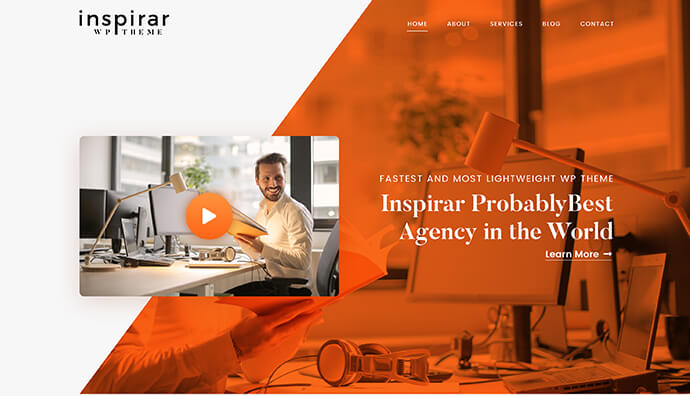 inspirar
WP THEME
HOME ABOUT SERVICES BLOG CONTACT
FASTEST AND MOST LIGHTWEIGHT WP THEME
Inspirar ProbablyBest
Agency in the World
Learn More →